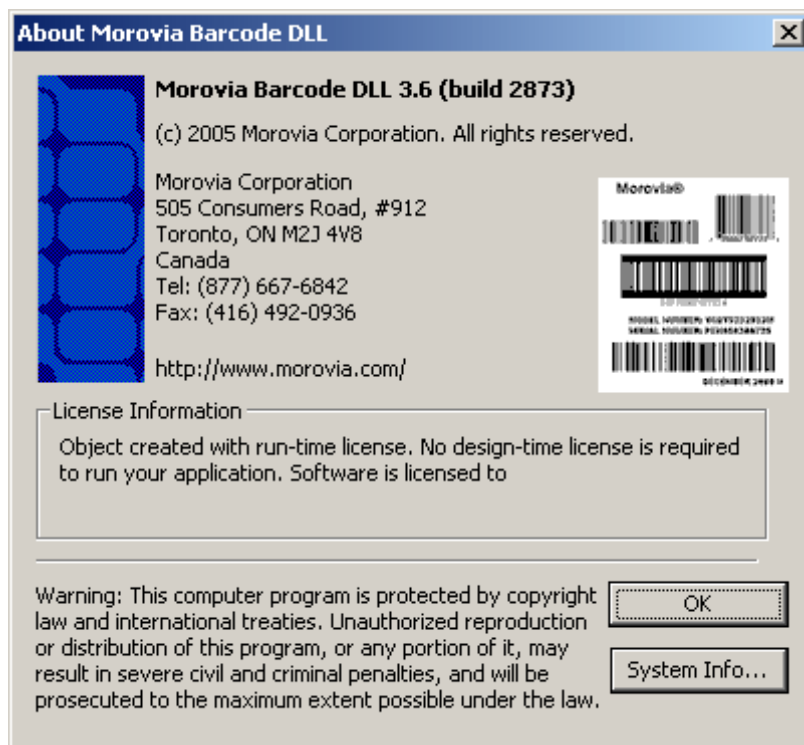 About Morovia Barcode DLL
Morovia Barcode DLL 3.6 (build 2873)
(c) 2005 Morovia Corporation. All rights reserved.
Morovia Corporation
505 Consumers Road, #912
Toronto, ON M2J 4V8
Canada
Tel: (877) 667-6842
Fax: (416) 492-0936
http://www.morovia.com/
Morovia®
MODEL NUMBER:
SERIAL NUMBER:
DECEMBER
License Information
Object created with run-time license. No design-time license is required
to run your application. Software is licensed to
Warning: This computer program is protected by copyright
law and international treaties. Unauthorized reproduction
or distribution of this program, or any portion of it, may
result in severe civil and criminal penalties, and will be
prosecuted to the maximum extent possible under the law.
OK
System Info...